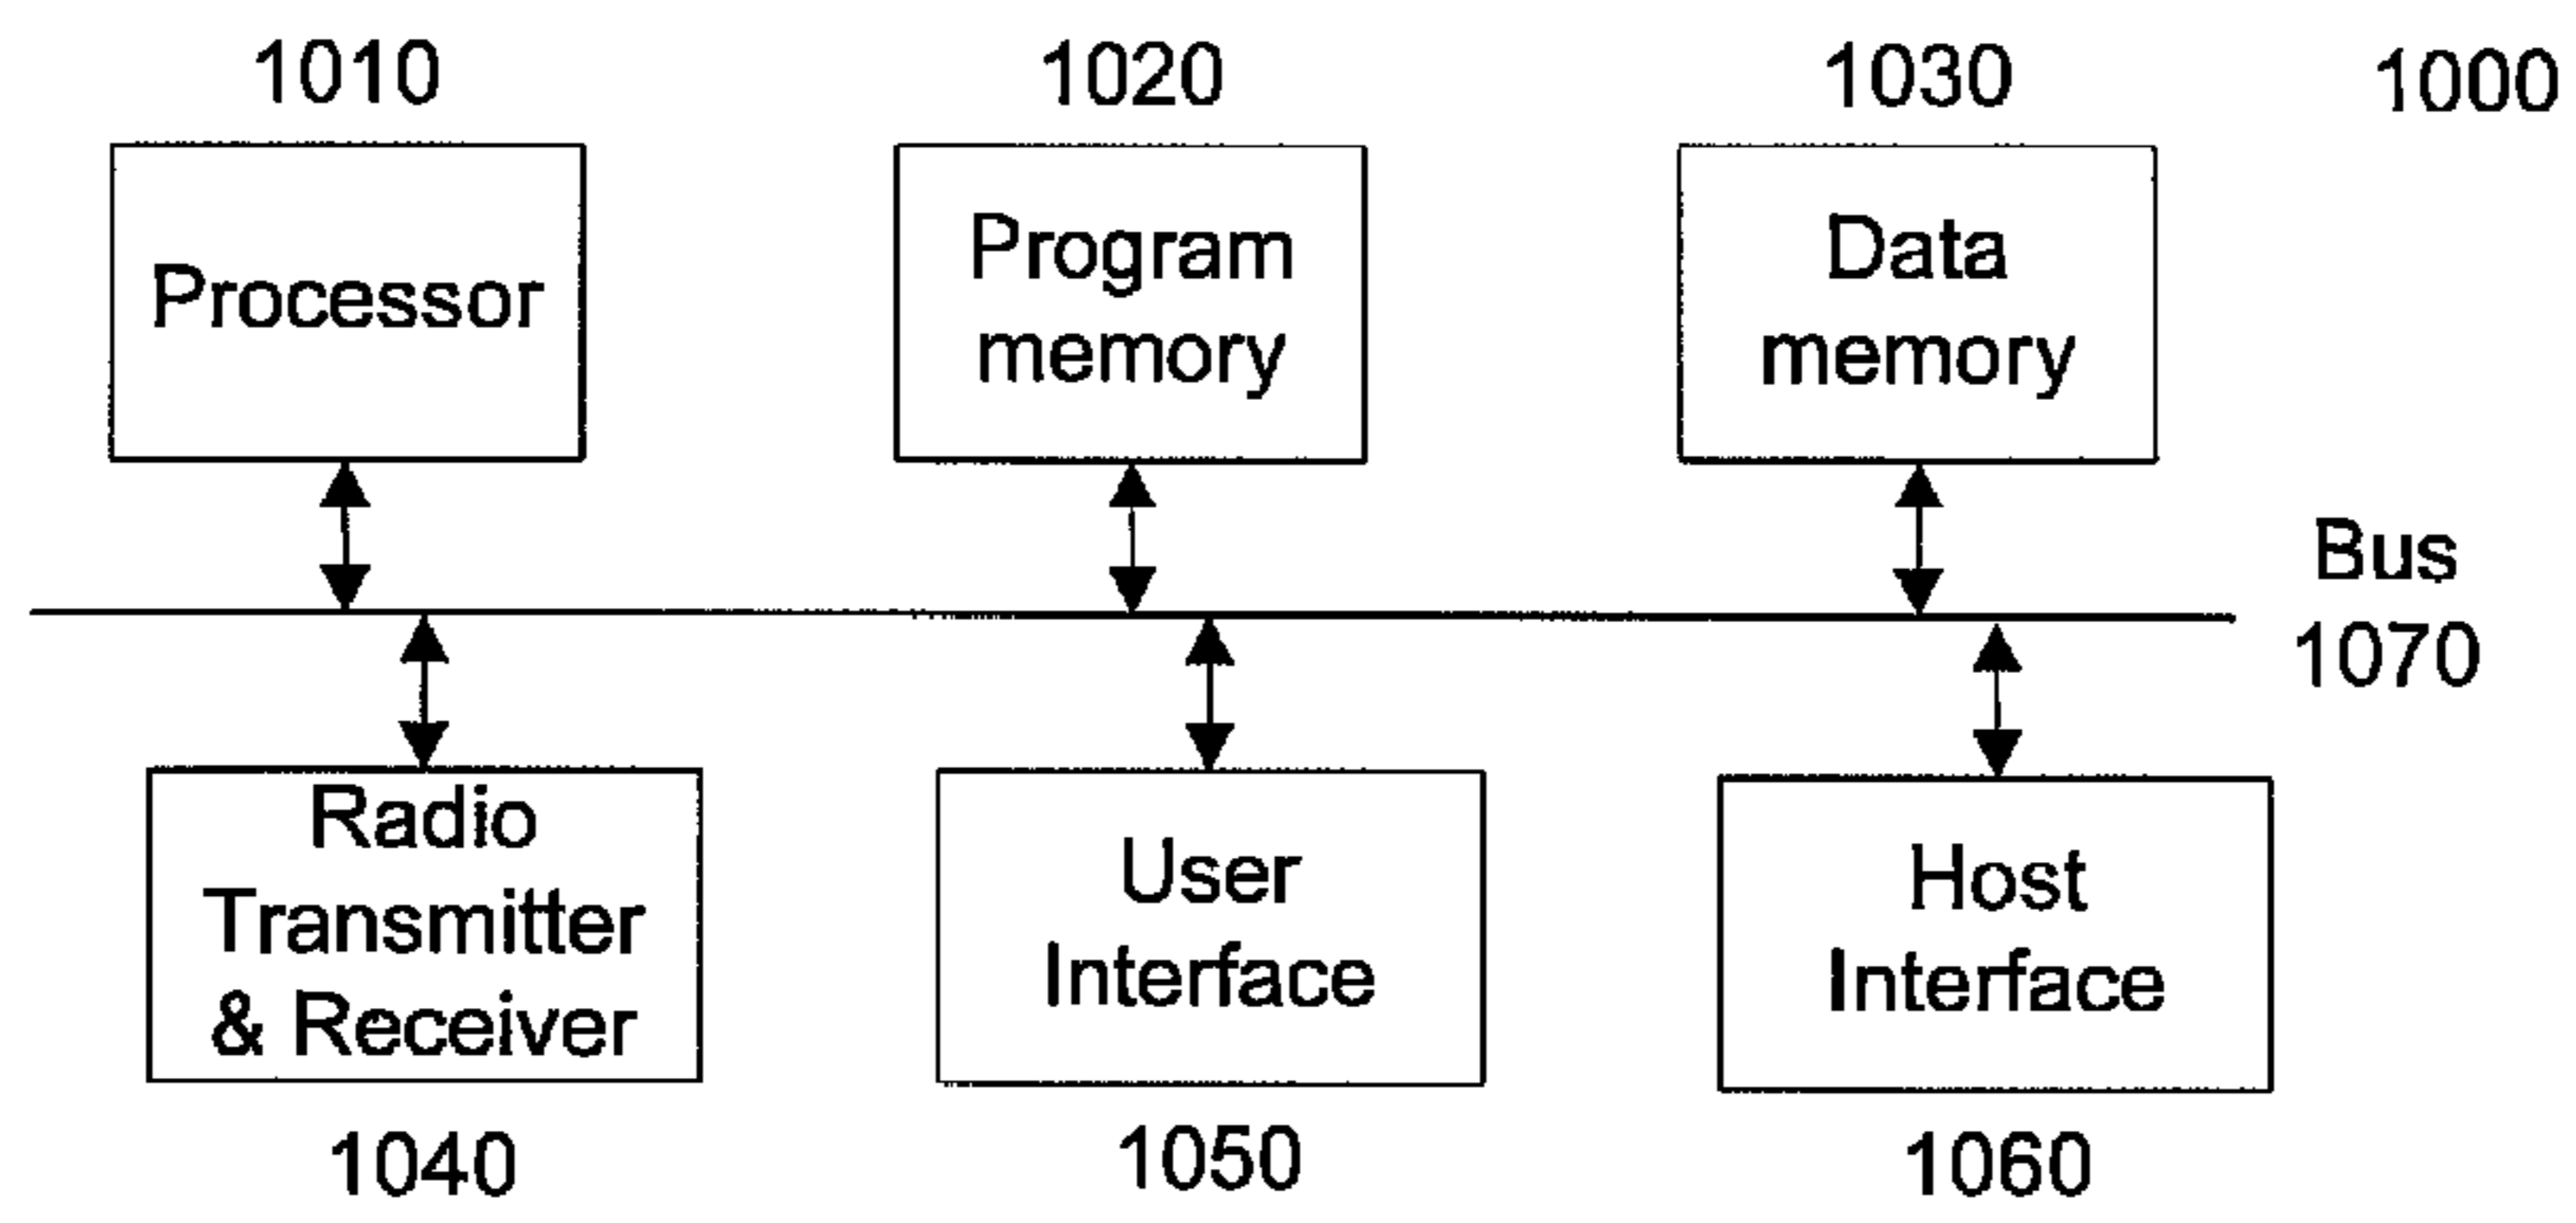 1010
1020
1030
1000
Processor
Program
memory
Data
memory
Bus
1070
Radio
Transmitter
& Receiver
User
Interface
Host
Interface
1040
1050
1060